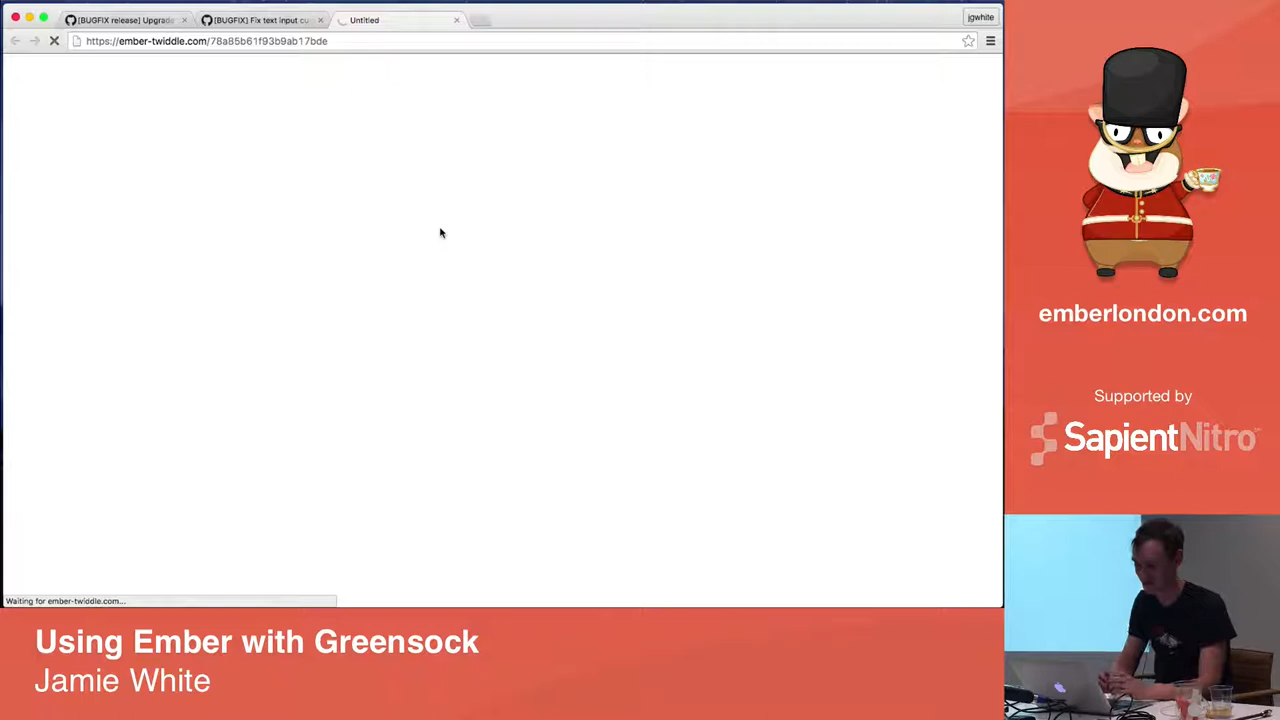 [BUGFIX release] Upgrade
[BUGFIX] Fix text input cu
Untitled
jgwhite
https://ember-twiddle.com/78a85b61f93b9ab17bde
Waiting for ember-twiddle.com...
emberlondon.com
Supported by
SapientNitro
Using Ember with Greensock
Jamie White